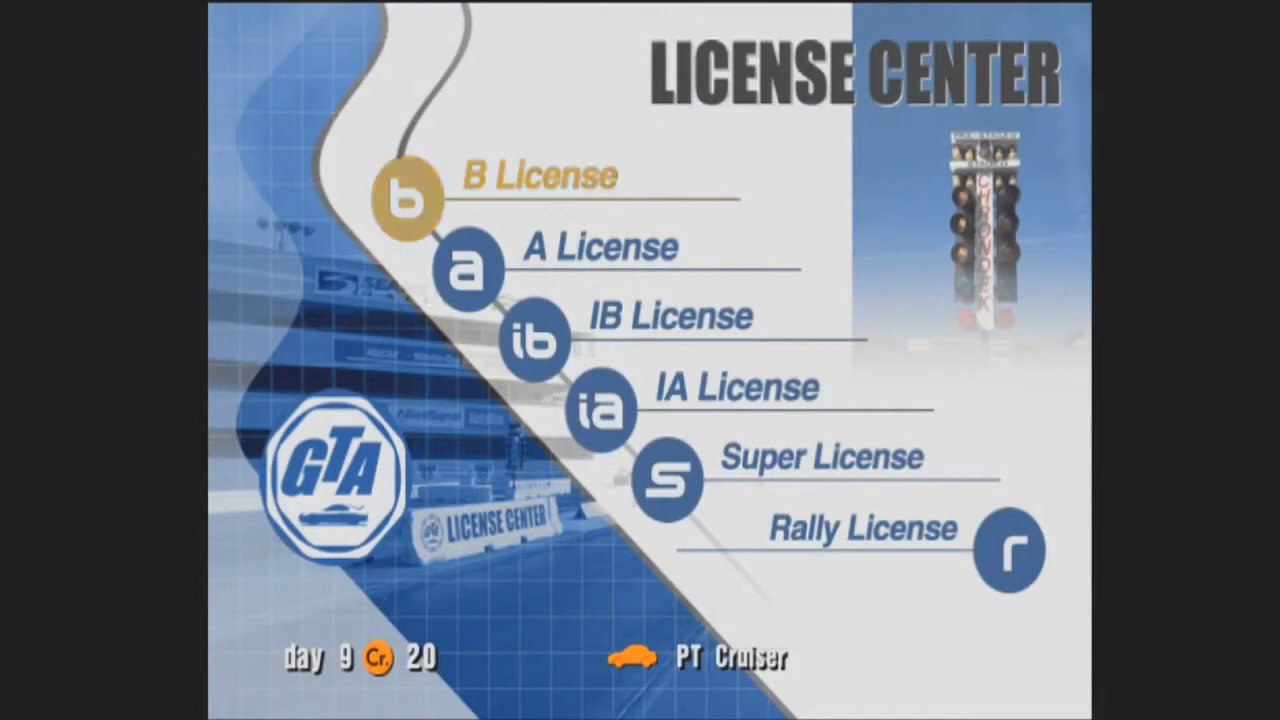 LICENSE CENTER
b B License
a A License
ib IB License
ia IA License
s Super License
Rally License r
CHRONDEK
GTA
LICENSE CENTER
day 9 Cr. 20
PT Cruiser